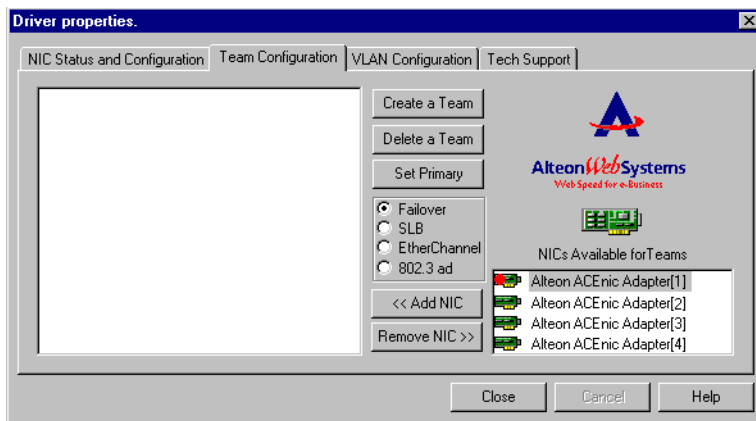 Driver properties.
NIC Status and Configuration
Team Configuration
VLAN Configuration
Tech Support
Create a Team
Delete a Team
Set Primary
Failover
SLB
EtherChannel
802.3 ad
<< Add NIC
Remove NIC >>
Alteon WebSystems
Web Speed for e-Business
NICs Available forTeams
Alteon ACEnic Adapter[1]
Alteon ACEnic Adapter[2]
Alteon ACEnic Adapter[3]
Alteon ACEnic Adapter[4]
Close
Cancel
Help